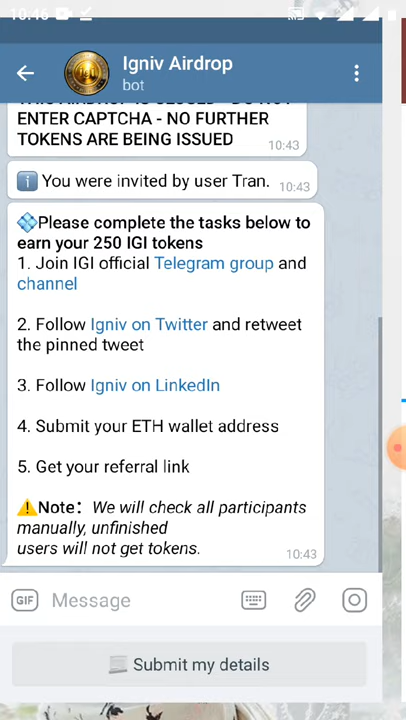 10:46
Igniv Airdrop
bot
ENTER CAPTCHA - NO FURTHER
TOKENS ARE BEING ISSUED
10:43
You were invited by user Tran.
10:43
Please complete the tasks below to
earn your 250 IGI tokens
1. Join IGI official Telegram group and
channel
2. Follow Igniv on Twitter and retweet
the pinned tweet
3. Follow Igniv on LinkedIn
4. Submit your ETH wallet address
5. Get your referral link
Note: We will check all participants
manually, unfinished
users will not get tokens.
10:43
GIF Message
Submit my details